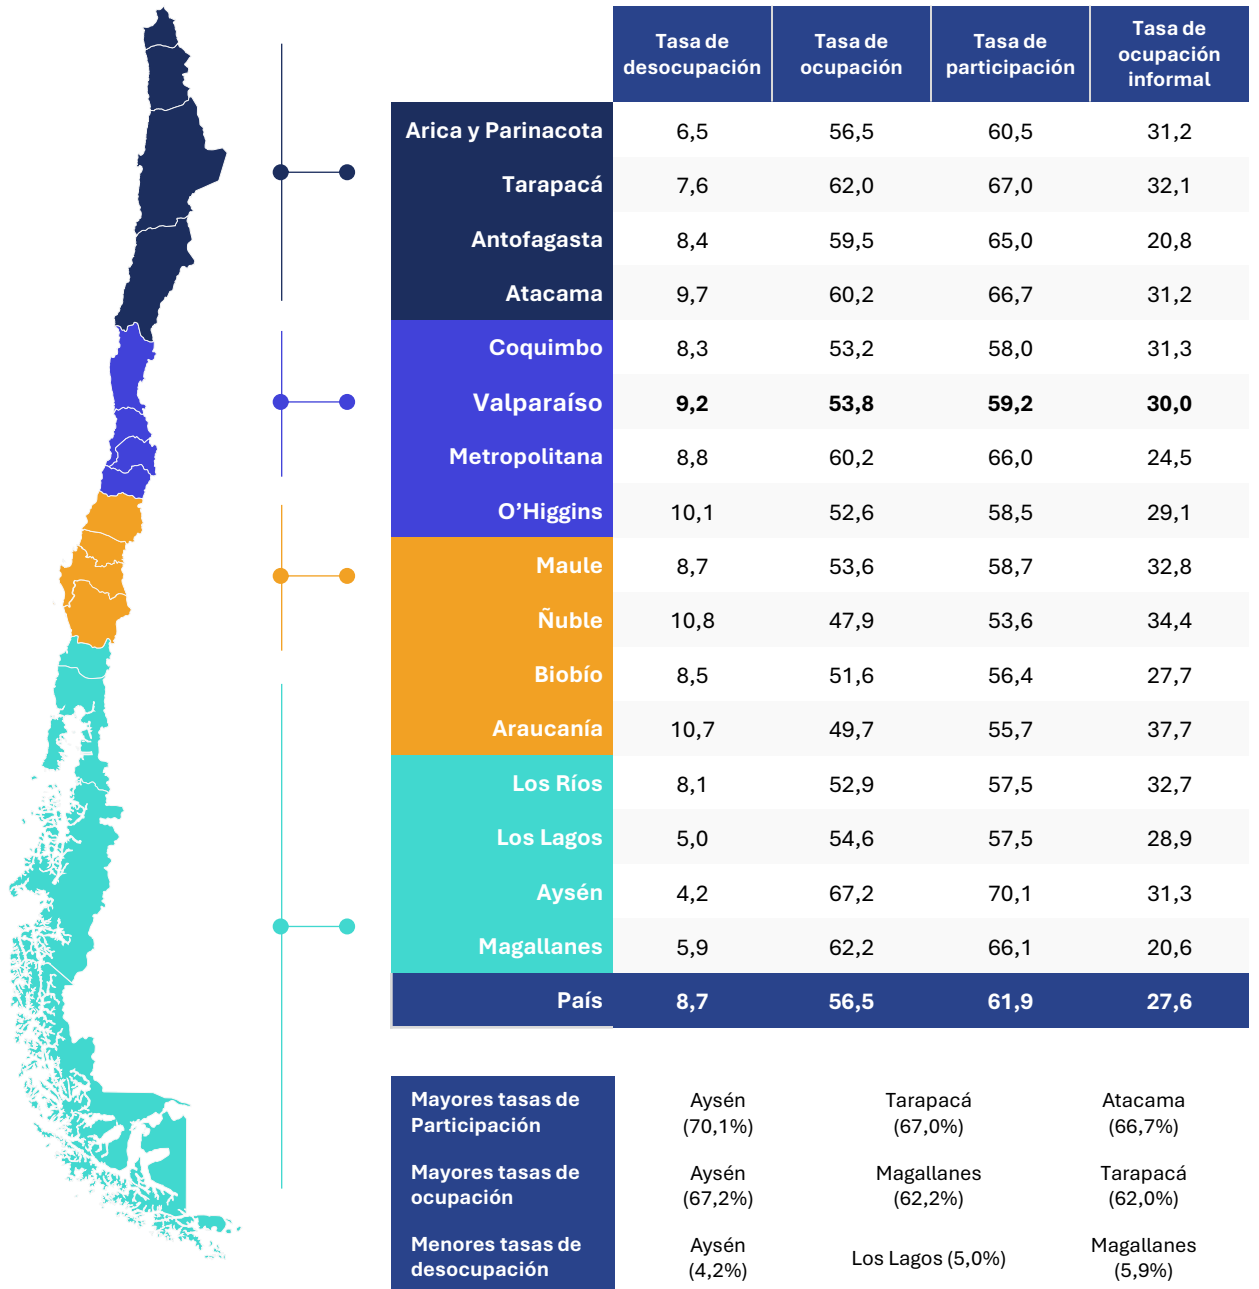 Tasa de desocupación Tasa de ocupación Tasa de participación Tasa de ocupación informal
Arica y Parinacota 6,5 56,5 60,5 31,2
Tarapacá 7,6 62,0 67,0 32,1
Antofagasta 8,4 59,5 65,0 20,8
Atacama 9,7 60,2 66,7 31,2
Coquimbo 8,3 53,2 58,0 31,3
Valparaíso 9,2 53,8 59,2 30,0
Metropolitana 8,8 60,2 66,0 24,5
O’Higgins 10,1 52,6 58,5 29,1
Maule 8,7 53,6 58,7 32,8
Ñuble 10,8 47,9 53,6 34,4
Biobío 8,5 51,6 56,4 27,7
Araucanía 10,7 49,7 55,7 37,7
Los Ríos 8,1 52,9 57,5 32,7
Los Lagos 5,0 54,6 57,5 28,9
Aysén 4,2 67,2 70,1 31,3
Magallanes 5,9 62,2 66,1 20,6
País 8,7 56,5 61,9 27,6
Mayores tasas de Participación Aysén (70,1%) Tarapacá (67,0%) Atacama (66,7%)
Mayores tasas de ocupación Aysén (67,2%) Magallanes (62,2%) Tarapacá (62,0%)
Menores tasas de desocupación Aysén (4,2%) Los Lagos (5,0%) Magallanes (5,9%)